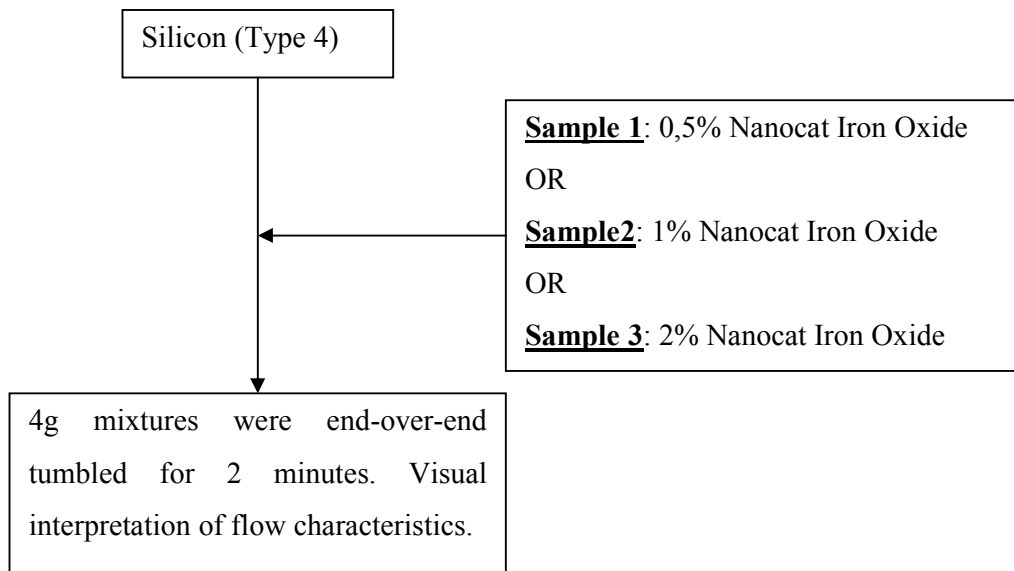 Silicon (Type 4)
Sample 1: 0,5% Nanocat Iron Oxide
OR
Sample2: 1% Nanocat Iron Oxide
OR
Sample 3: 2% Nanocat Iron Oxide
4g mixtures were end-over-end
tumbled for 2 minutes. Visual
interpretation of flow characteristics.